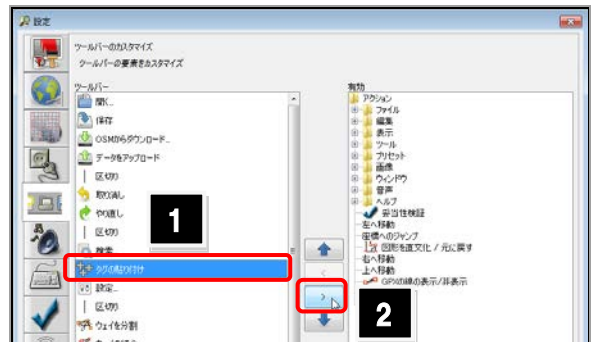 設定
ツールバーのカスタマイズ
ツールバーの要素をカスタマイズ
ツールバー
開く...
保存
OSMからダウンロード...
データをアップロード
区切り
取り消し
やり直し
区切り
検索
タグの貼り付け
設定...
区切り
ウェイを分割
有効
アクション
ファイル
編集
表示
ツール
プリセット
画像
ウィンドウ
音声
ヘルプ
妥当性検証
左へ移動
座標へのジャンプ
図形を直交化 / 元に戻す
右へ移動
上へ移動
GPXの線の表示/非表示
1
2